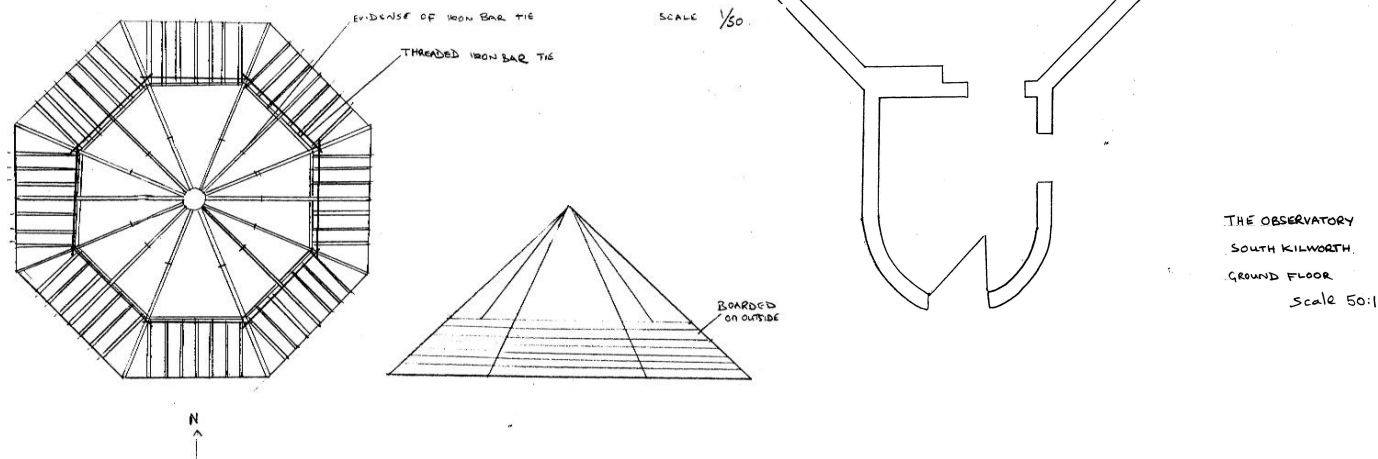 EVIDENSE OF IRON BAR TIE
SCALE 1/50
THREADED IRON BAR TIE
BOARDED
ON OUTSIDE
N
THE OBSERVATORY
SOUTH KILWORTH.
GROUND FLOOR
Scale 50:1